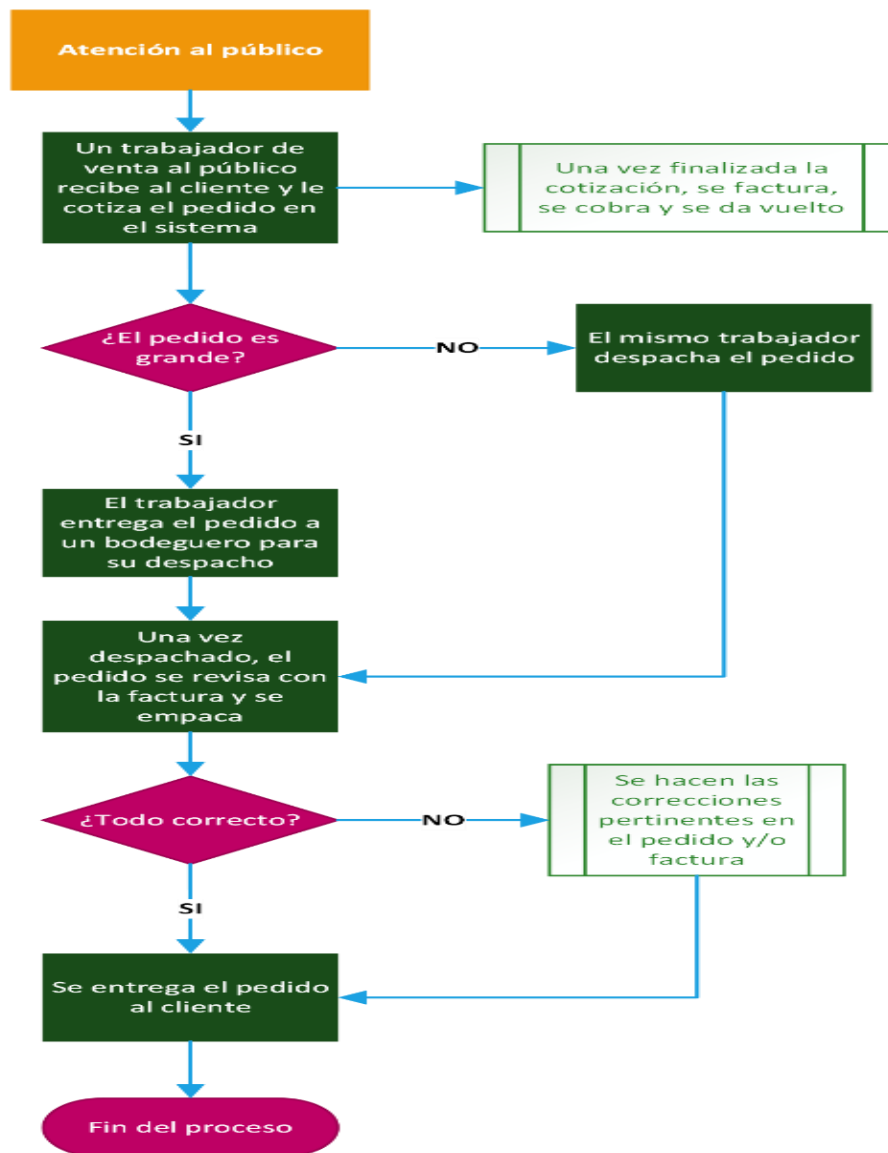 Atención al público
Un trabajador de
venta al público
recibe al cliente y le
cotiza el pedido en
el sistema
Una vez finalizada la
cotización, se factura,
se cobra y se da vuelto
¿El pedido es
grande?
NO
El mismo trabajador
despacha el pedido
SI
El trabajador
entrega el pedido a
un bodeguero para
su despacho
Una vez
despachado, el
pedido se revisa con
la factura y se
empaca
¿Todo correcto?
NO
Se hacen las
correcciones
pertinentes en
el pedido y/o
factura
SI
Se entrega el pedido
al cliente
Fin del proceso